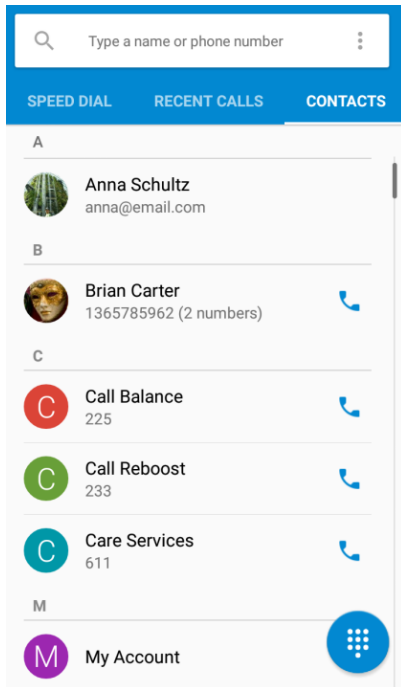 Type a name or phone number
SPEED DIAL RECENT CALLS CONTACTS
A
Anna Schultz
anna@email.com
B
Brian Carter
1365785962 (2 numbers)
C
C Call Balance
225
C Call Reboost
233
C Care Services
611
M
M My Account